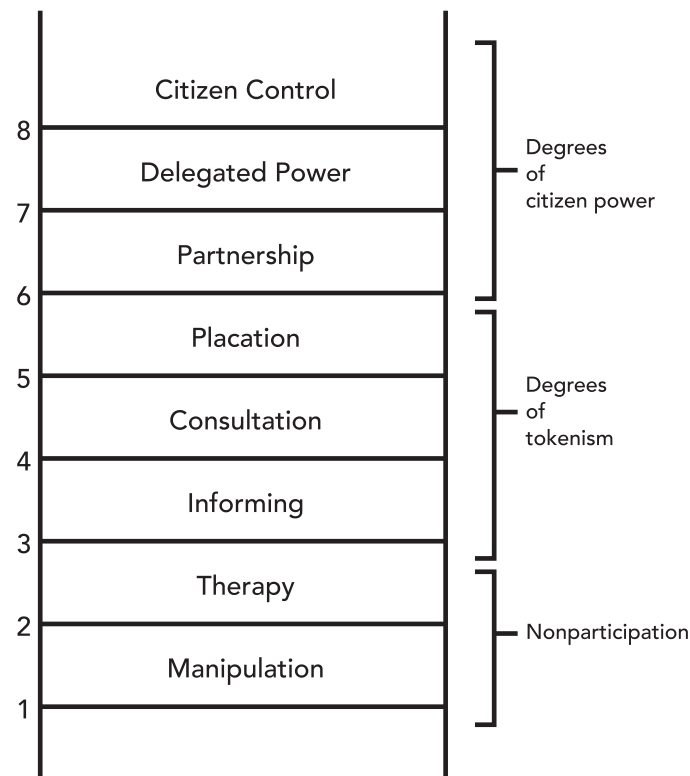 Citizen Control
8
Delegated Power
7
Partnership
6
Placation
5
Consultation
4
Informing
3
Therapy
2
Manipulation
1
Degrees
of
citizen power
Degrees
of
tokenism
Nonparticipation